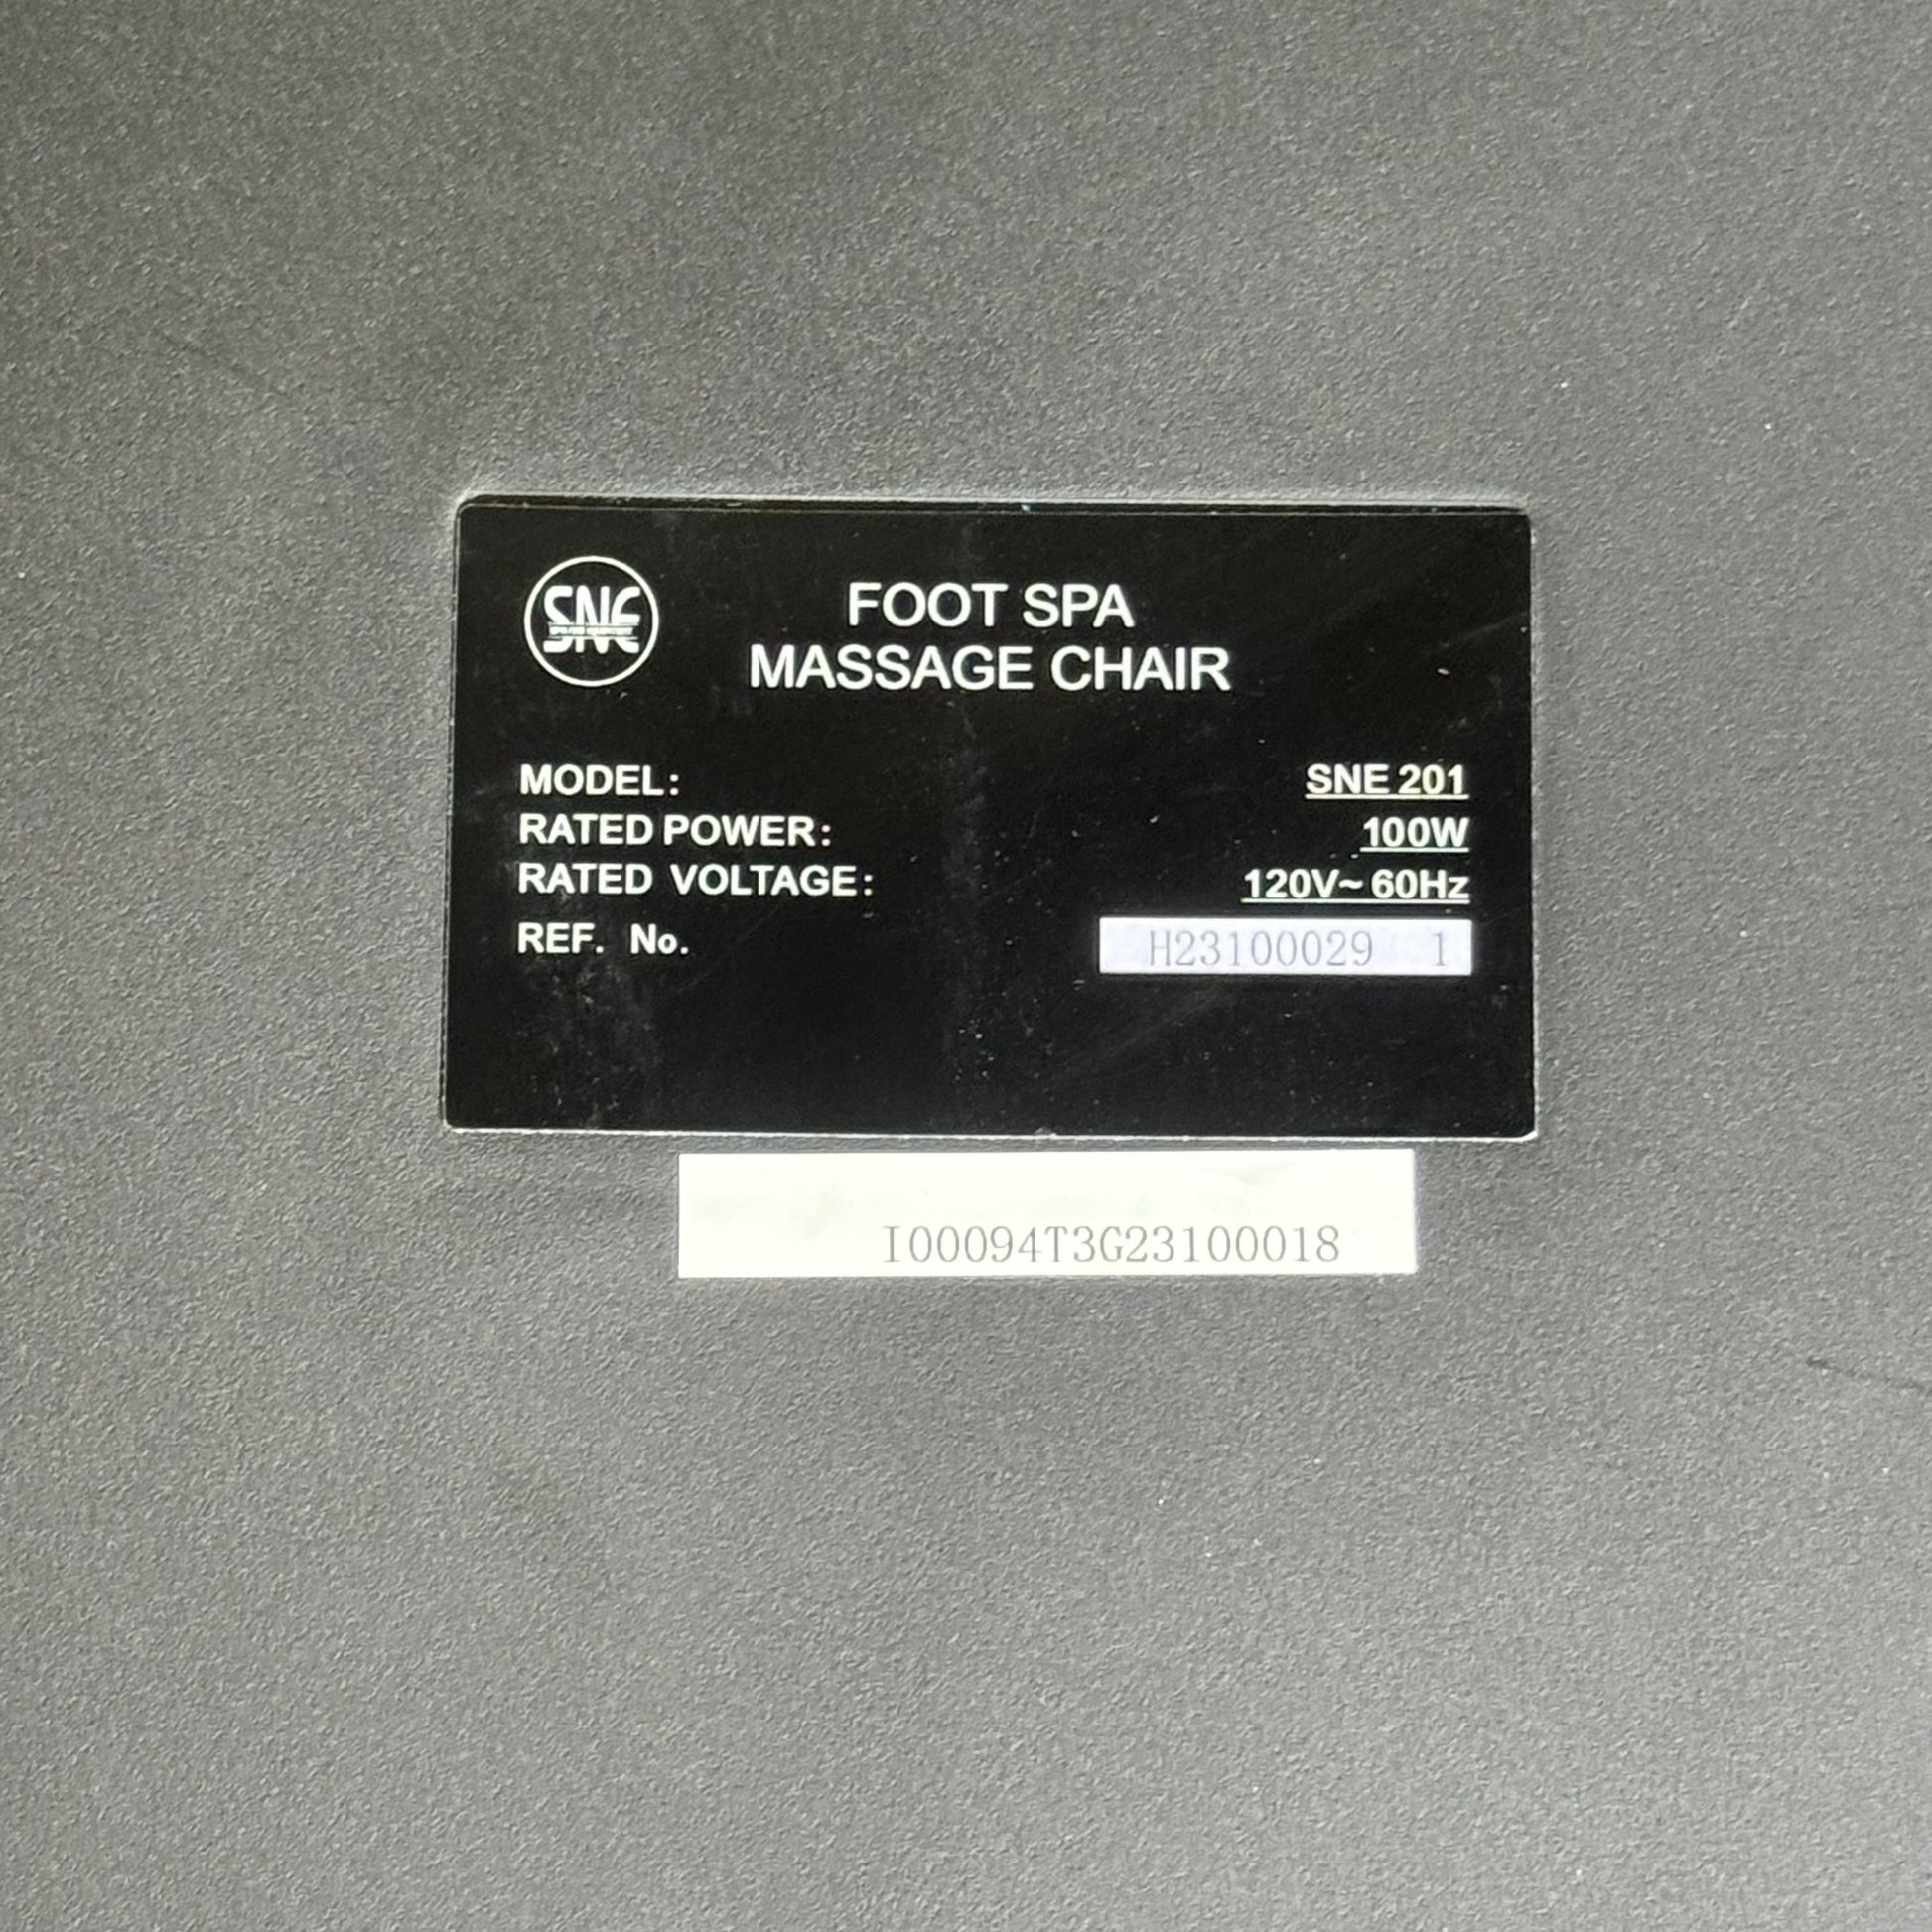 SNE
FOOT SPA
MASSAGE CHAIR
MODEL: SNE 201
RATED POWER: 100W
RATED VOLTAGE: 120V~ 60Hz
REF. No. H23100029 1
I00094T3G23100018